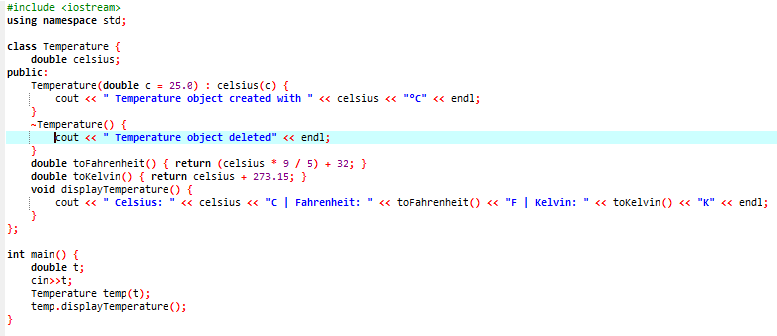 #include <iostream>
using namespace std;

class Temperature {
    double celsius;
public:
    Temperature(double c = 25.0) : celsius(c) {
        cout << " Temperature object created with " << celsius << "°C" << endl;
    }
    ~Temperature() {
        cout << " Temperature object deleted" << endl;
    }
    double toFahrenheit() { return (celsius * 9 / 5) + 32; }
    double toKelvin() { return celsius + 273.15; }
    void displayTemperature() {
        cout << " Celsius: " << celsius << "C | Fahrenheit: " << toFahrenheit() << "F | Kelvin: " << toKelvin() << "K" << endl;
    }
};

int main() {
    double t;
    cin>>t;
    Temperature temp(t);
    temp.displayTemperature();
}